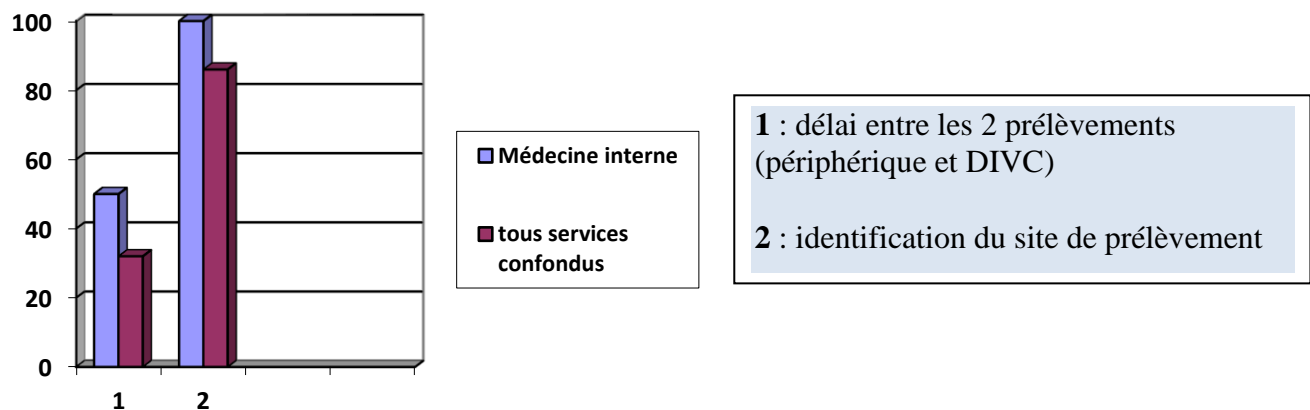 100
80
60
40
20
0
1
2
Médecine interne
tous services
confondus
1 : délai entre les 2 prélèvements
(périphérique et DIVC)
2 : identification du site de prélèvement